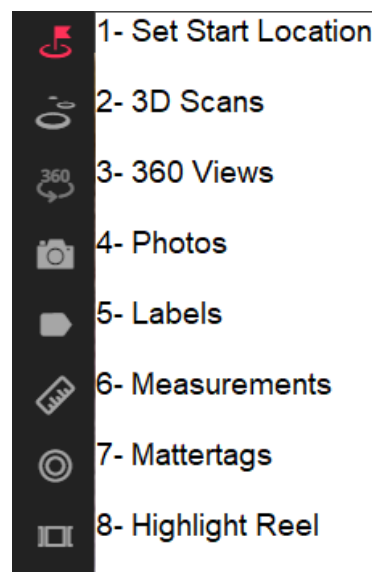 1- Set Start Location
2- 3D Scans
360
3- 360 Views
4- Photos
5- Labels
6- Measurements
7- Mattertags
8- Highlight Reel